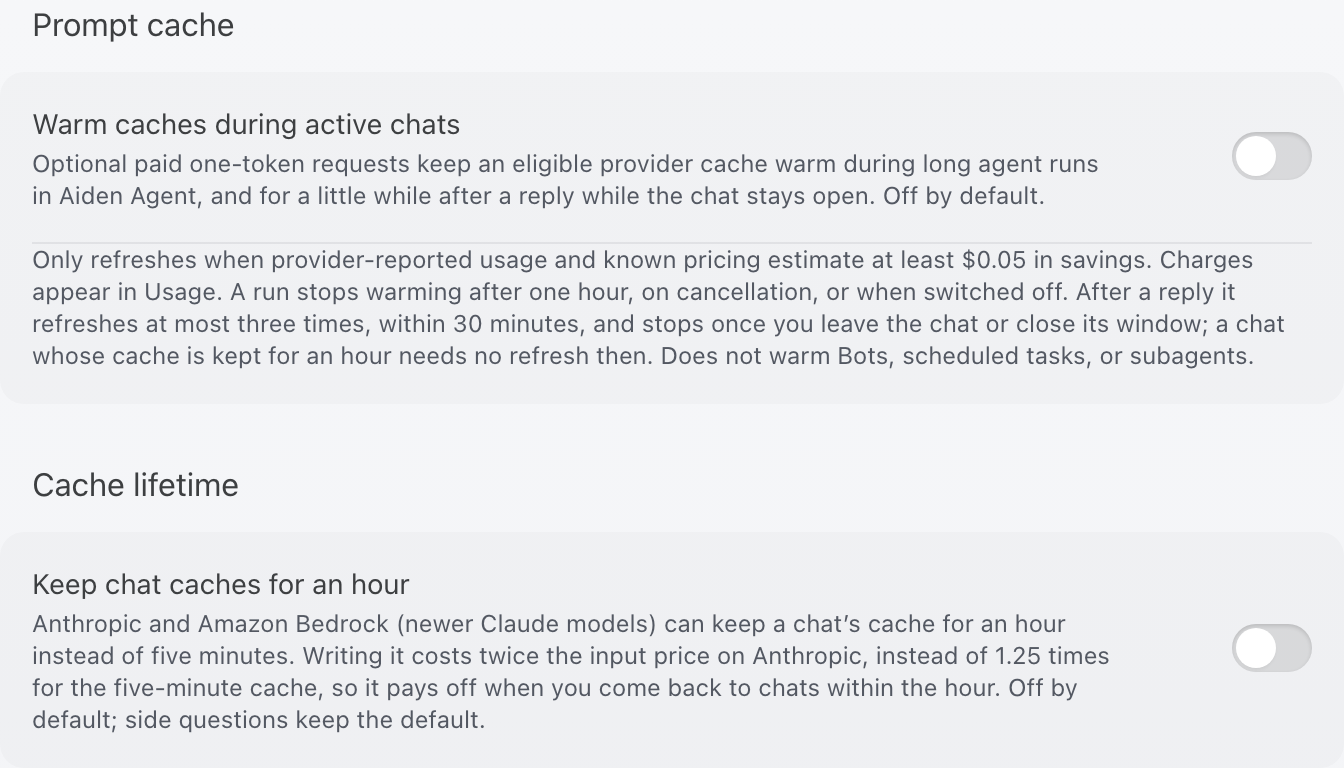 Prompt cache
Warm caches during active chats
Optional paid one-token requests keep an eligible provider cache warm during long agent runs
in Aiden Agent, and for a little while after a reply while the chat stays open. Off by default.
Only refreshes when provider-reported usage and known pricing estimate at least $0.05 in savings. Charges
appear in Usage. A run stops warming after one hour, on cancellation, or when switched off. After a reply it
refreshes at most three times, within 30 minutes, and stops once you leave the chat or close its window; a chat
whose cache is kept for an hour needs no refresh then. Does not warm Bots, scheduled tasks, or subagents.
Cache lifetime
Keep chat caches for an hour
Anthropic and Amazon Bedrock (newer Claude models) can keep a chat’s cache for an hour
instead of five minutes. Writing it costs twice the input price on Anthropic, instead of 1.25 times
for the five-minute cache, so it pays off when you come back to chats within the hour. Off by
default; side questions keep the default.